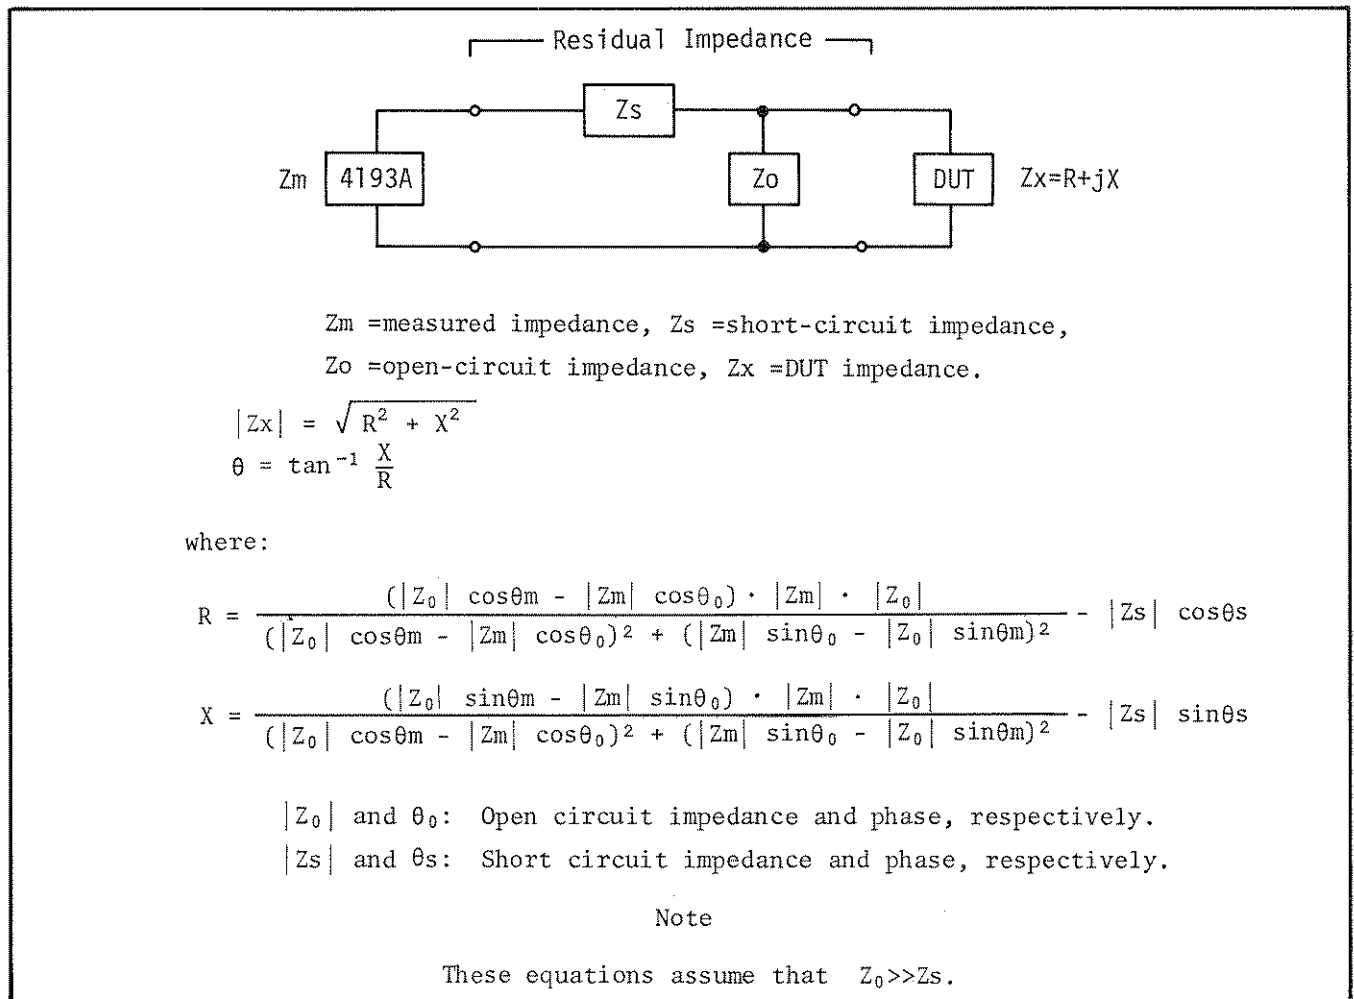 Residual Impedance
Zs
Zm 4193A Zo DUT Zx=R+jX
Zm =measured impedance, Zs =short-circuit impedance,
Zo =open-circuit impedance, Zx =DUT impedance.
|Zx| = √ R² + X²
θ = tan⁻¹ X/R
where:
R = (|Z₀| cosθm - |Zm| cosθ₀) · |Zm| · |Z₀| / (|Z₀| cosθm - |Zm| cosθ₀)² + (|Zm| sinθ₀ - |Z₀| sinθm)² - |Zs| cosθs
X = (|Z₀| sinθm - |Zm| sinθ₀) · |Zm| · |Z₀| / (|Z₀| cosθm - |Zm| cosθ₀)² + (|Zm| sinθ₀ - |Z₀| sinθm)² - |Zs| sinθs
|Z₀| and θ₀: Open circuit impedance and phase, respectively.
|Zs| and θs: Short circuit impedance and phase, respectively.
Note
These equations assume that Z₀>>Zs.